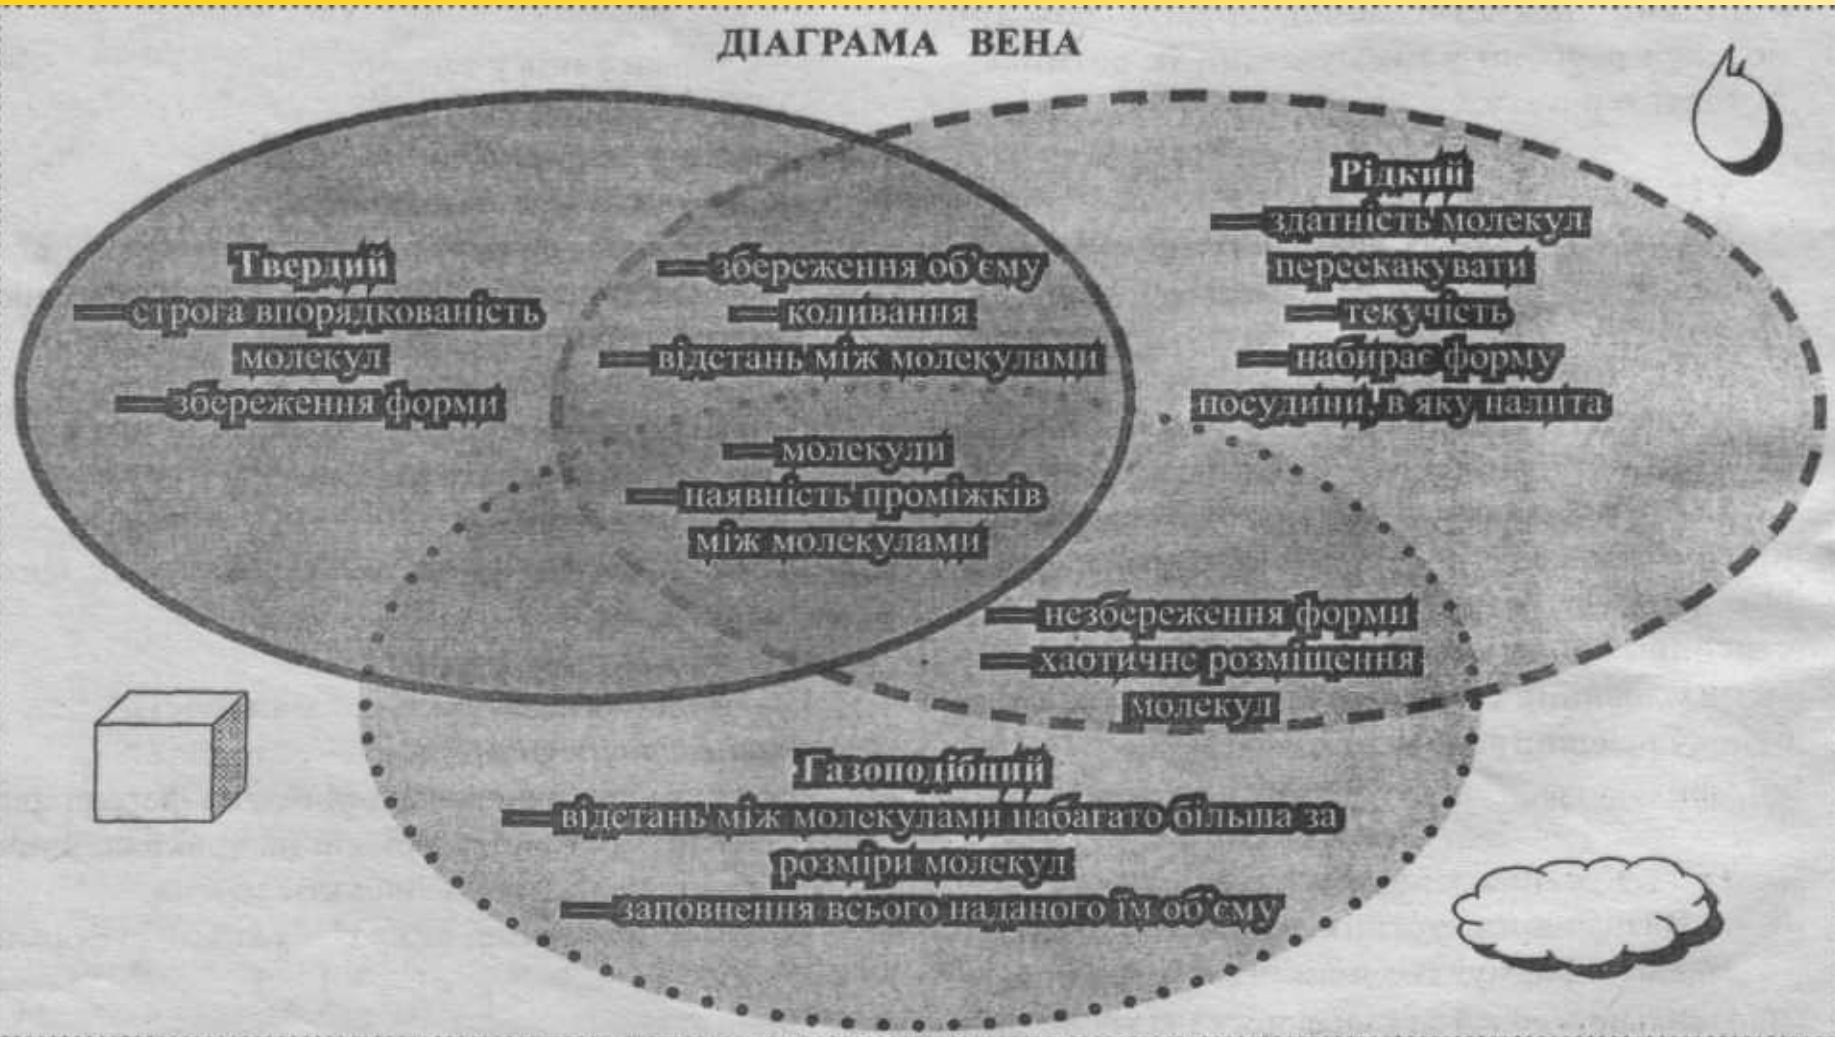 ДІАГРАМА ВЕНА
Твердий
— строга впорядкованість
молекул
— збереження форми
— збереження об'єму
— коливання
— відстань між молекулами
Рідкий
— здатність молекул
перескакувати
— текучість
— набирає форму
посудини, в яку налита
— молекули
— наявність проміжків
між молекулами
— незбереження форми
— хаотичне розміщення
молекул
Газоподібний
— відстань між молекулами набагато більша за
розміри молекул
— заповнення всього наданого їм об'єму